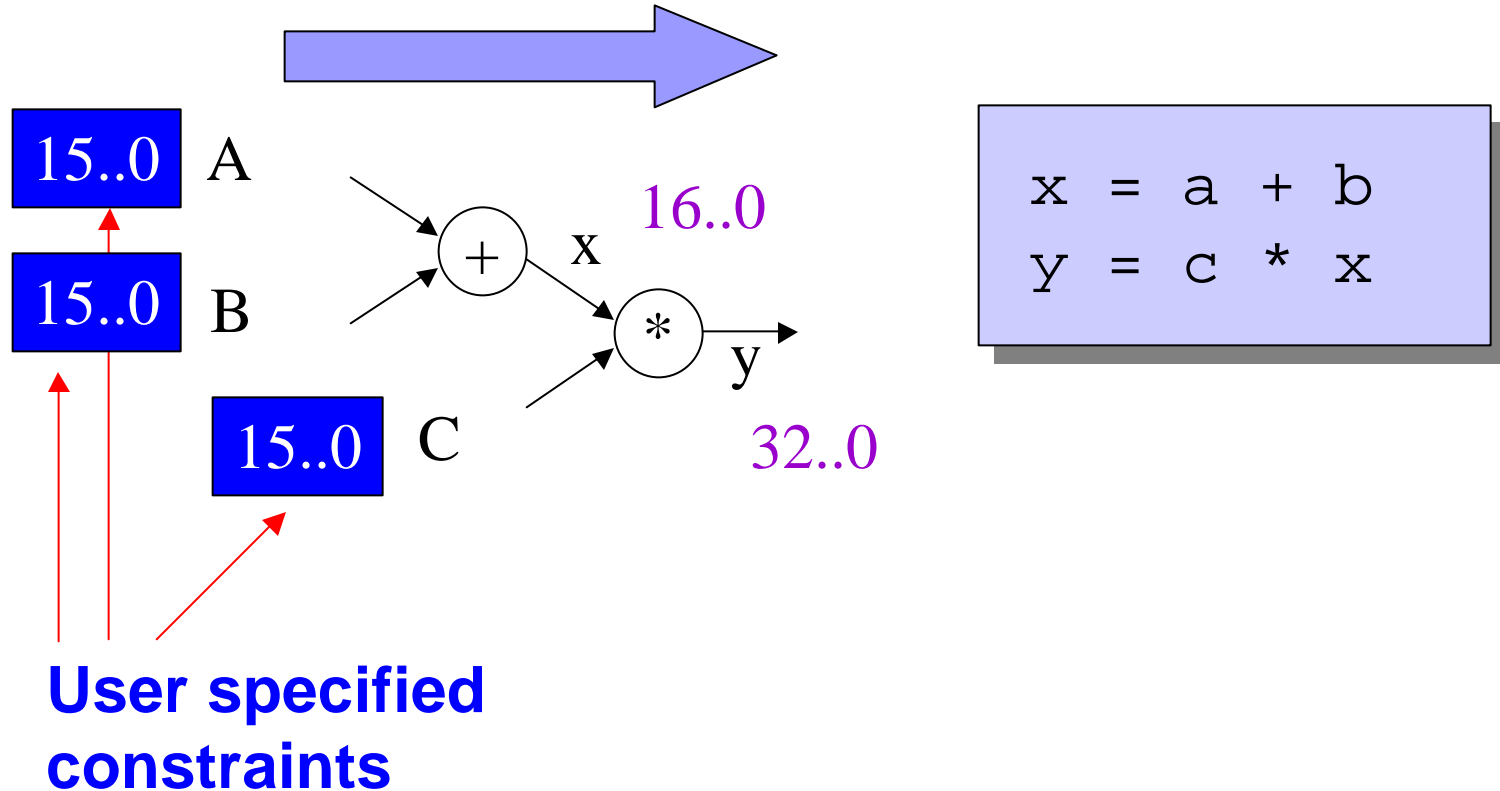 15..0 A
16..0
x = a + b
+
x
15..0 B
y = c * x
*
y
15..0 C
32..0
User specified
constraints